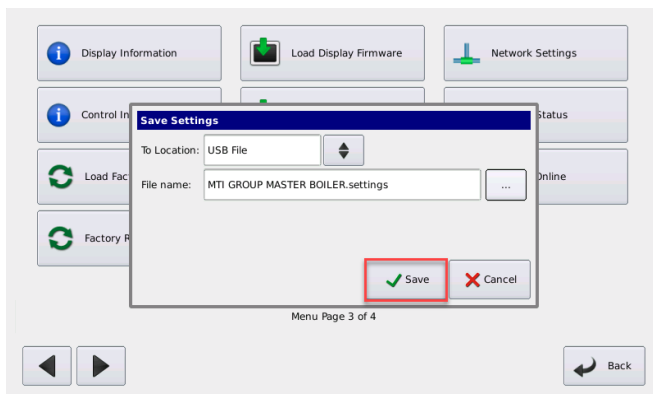 Display Information
Load Display Firmware
Network Settings
Control In
Status
Save Settings
To Location:
USB File
Load Fac
Online
File name:
MTI GROUP MASTER BOILER.settings
...
Factory R
Save
Cancel
Menu Page 3 of 4
Back